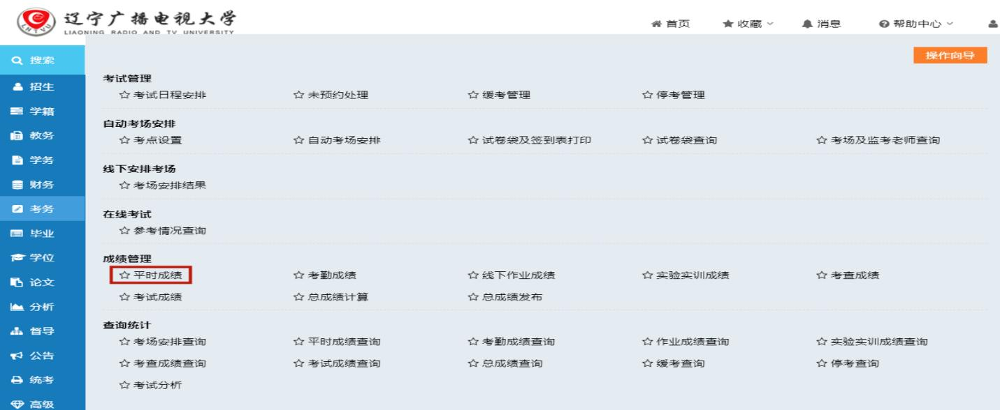 辽宁广播电视大学
LIAONING RADIO AND TV UNIVERSITY
LNTVU
首页 收藏 消息 帮助中心
搜索
操作向导
招生
学籍
教务
学务
财务
考务
毕业
学位
论文
分析
督导
公告
统考
高级
考试管理
考试日程安排 未预约处理 缓考管理 停考管理
自动考场安排
考点设置 自动考场安排 试卷袋及签到表打印 试卷袋查询 考场及监考老师查询
线下安排考场
考场安排结果
在线考试
参考情况查询
成绩管理
平时成绩 考勤成绩 线下作业成绩 实验实训成绩 考查成绩
考试成绩 总成绩计算 总成绩发布
查询统计
考场安排查询 平时成绩查询 考勤成绩查询 作业成绩查询 实验实训成绩查询
考查成绩查询 考试成绩查询 总成绩查询 缓考查询 停考查询
考试分析